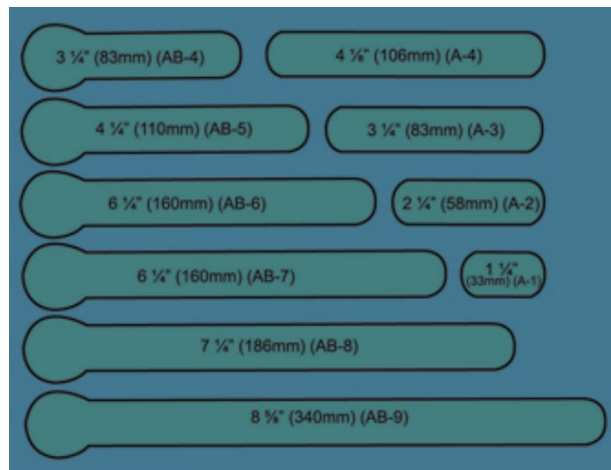 3 ¼" (83mm) (AB-4)
4 ⅛" (106mm) (A-4)
4 ¼" (110mm) (AB-5)
3 ¼" (83mm) (A-3)
6 ¼" (160mm) (AB-6)
2 ¼" (58mm) (A-2)
6 ¼" (160mm) (AB-7)
1 ¼"
(33mm) (A-1)
7 ¼" (186mm) (AB-8)
8 ⅝" (340mm) (AB-9)